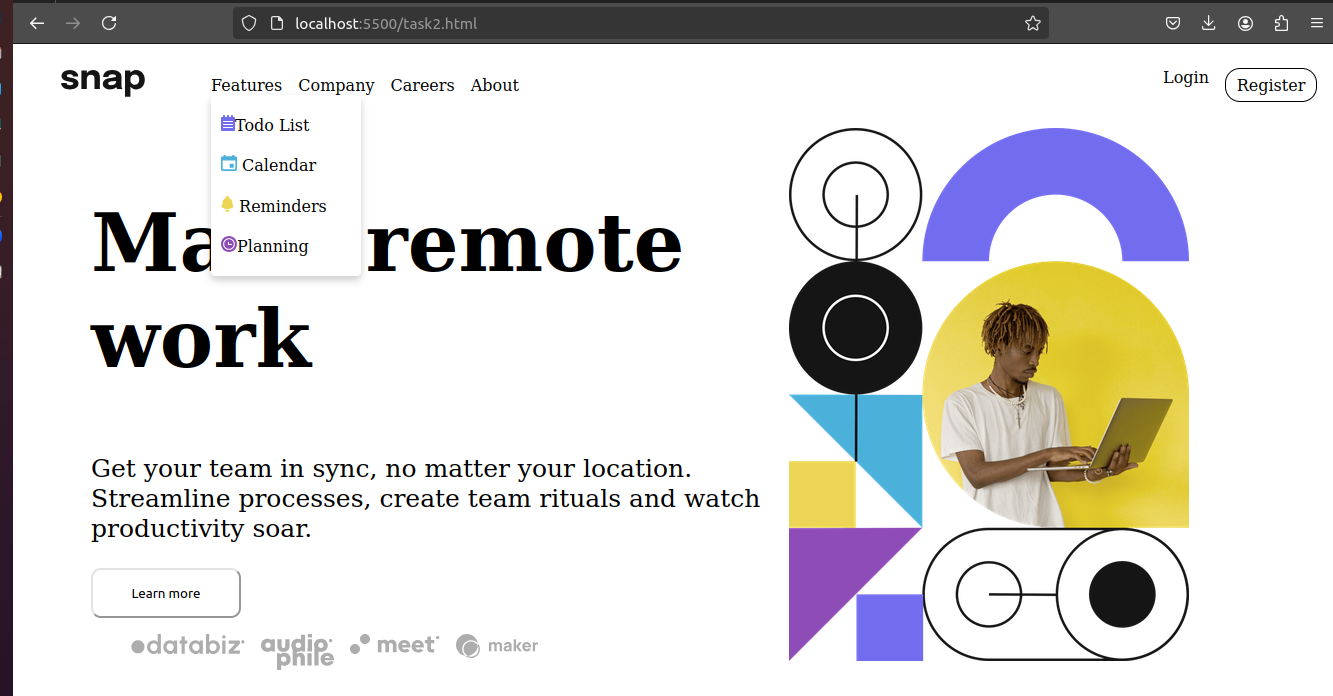 localhost:5500/task2.html
snap
Features Company Careers About
Login Register
Todo List
Calendar
Reminders
Planning
Ma remote
work
Get your team in sync, no matter your location.
Streamline processes, create team rituals and watch
productivity soar.
Learn more
databiz audiophile meet maker